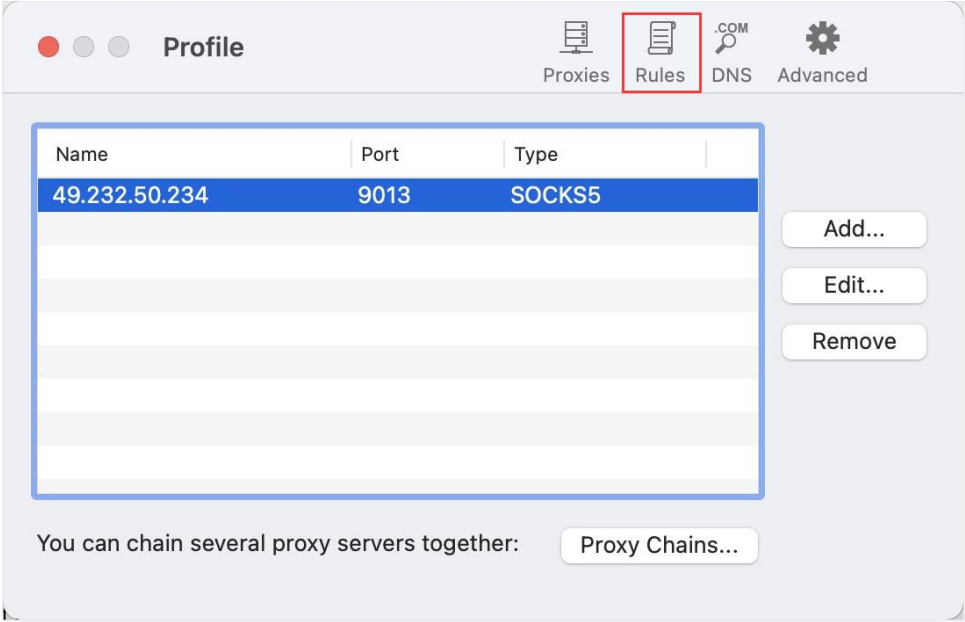 Profile
.COM
Proxies Rules DNS Advanced
Name Port Type
49.232.50.234 9013 SOCKS5
Add...
Edit...
Remove
You can chain several proxy servers together: Proxy Chains...